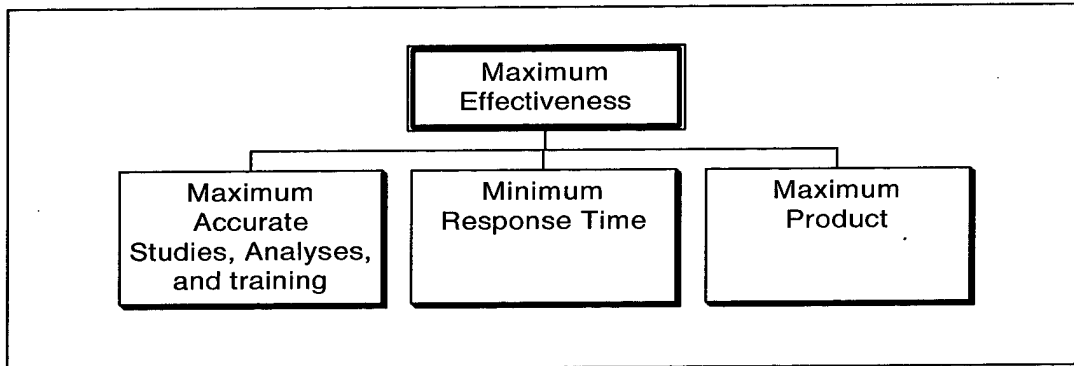 Maximum
Effectiveness
Maximum
Accurate
Studies, Analyses,
and training
Minimum
Response Time
Maximum
Product